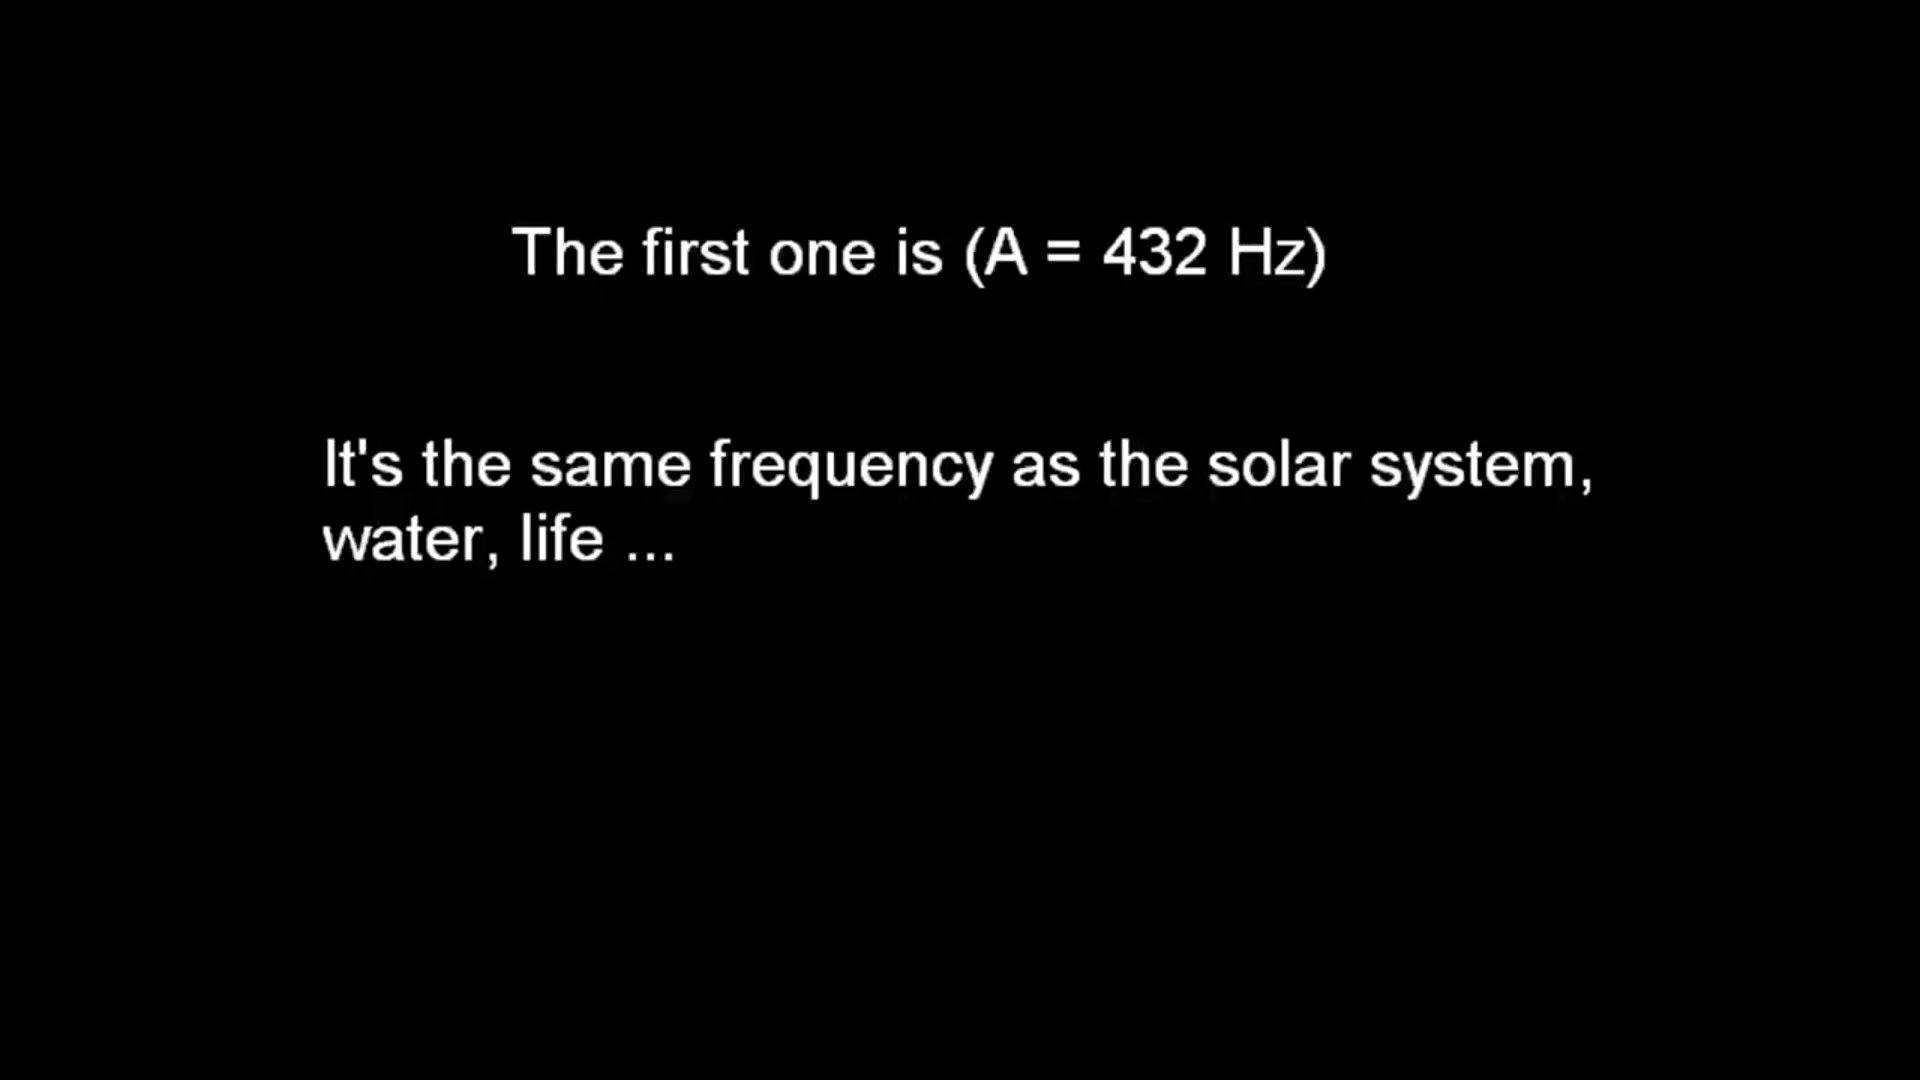 The first one is (A = 432 Hz)
It's the same frequency as the solar system,
water, life ...